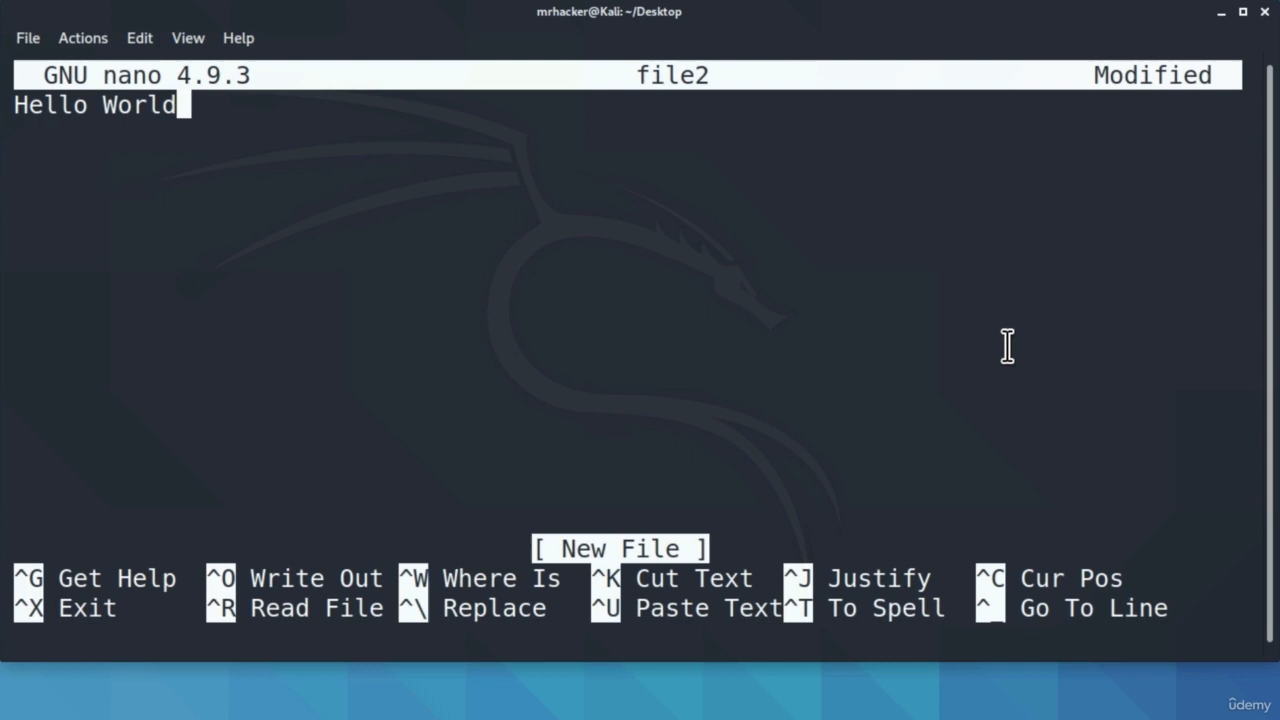 mrhacker@Kali: ~/Desktop
File Actions Edit View Help
GNU nano 4.9.3 file2 Modified
Hello World
[ New File ]
^G Get Help ^O Write Out ^W Where Is ^K Cut Text ^J Justify ^C Cur Pos
^X Exit ^R Read File ^\ Replace ^U Paste Text ^T To Spell ^_ Go To Line
ûdemy